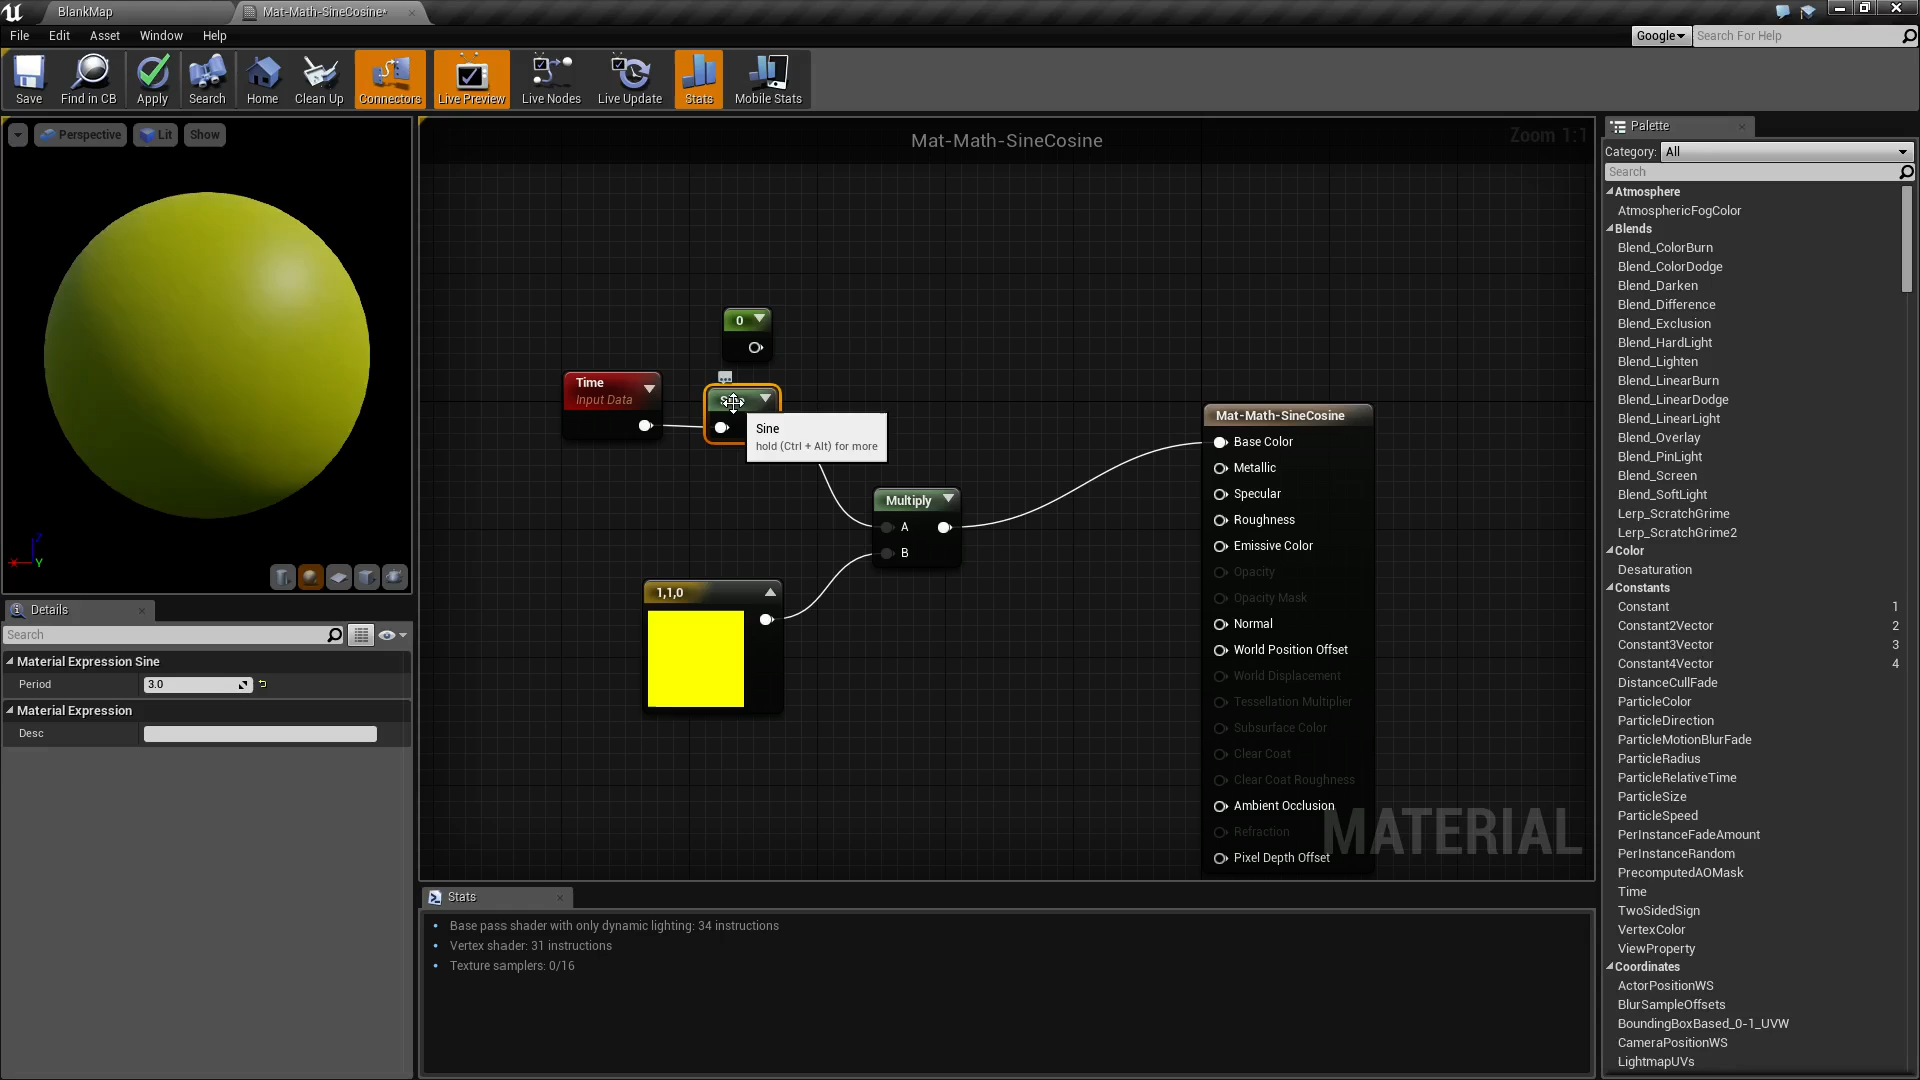 BlankMap
Mat-Math-SineCosine*
File Edit Asset Window Help
Google
Search For Help
Save
Find in CB
Apply
Search
Home
Clean Up
Connectors
Live Preview
Live Nodes
Live Update
Stats
Mobile Stats
Perspective
Lit
Show
Z
X
Y
Details
Search
Material Expression Sine
Period 3.0
Material Expression
Desc
Mat-Math-SineCosine
Zoom 1:1
0
Time
Input Data
Sine
hold (Ctrl + Alt) for more
Multiply
A
B
1,1,0
Mat-Math-SineCosine
Base Color
Metallic
Specular
Roughness
Emissive Color
Opacity
Opacity Mask
Normal
World Position Offset
World Displacement
Tessellation Multiplier
Subsurface Color
Clear Coat
Clear Coat Roughness
Ambient Occlusion
Refraction
Pixel Depth Offset
MATERIAL
Stats
Base pass shader with only dynamic lighting: 34 instructions
Vertex shader: 31 instructions
Texture samplers: 0/16
Palette
Category: All
Search
Atmosphere
AtmosphericFogColor
Blends
Blend_ColorBurn
Blend_ColorDodge
Blend_Darken
Blend_Difference
Blend_Exclusion
Blend_HardLight
Blend_Lighten
Blend_LinearBurn
Blend_LinearDodge
Blend_LinearLight
Blend_Overlay
Blend_PinLight
Blend_Screen
Blend_SoftLight
Lerp_ScratchGrime
Lerp_ScratchGrime2
Color
Desaturation
Constants
Constant 1
Constant2Vector 2
Constant3Vector 3
Constant4Vector 4
DistanceCullFade
ParticleColor
ParticleDirection
ParticleMotionBlurFade
ParticleRadius
ParticleRelativeTime
ParticleSize
ParticleSpeed
PerInstanceFadeAmount
PerInstanceRandom
PrecomputedAOMask
Time
TwoSidedSign
VertexColor
ViewProperty
Coordinates
ActorPositionWS
BlurSampleOffsets
BoundingBoxBased_0-1_UVW
CameraPositionWS
LightmapUVs